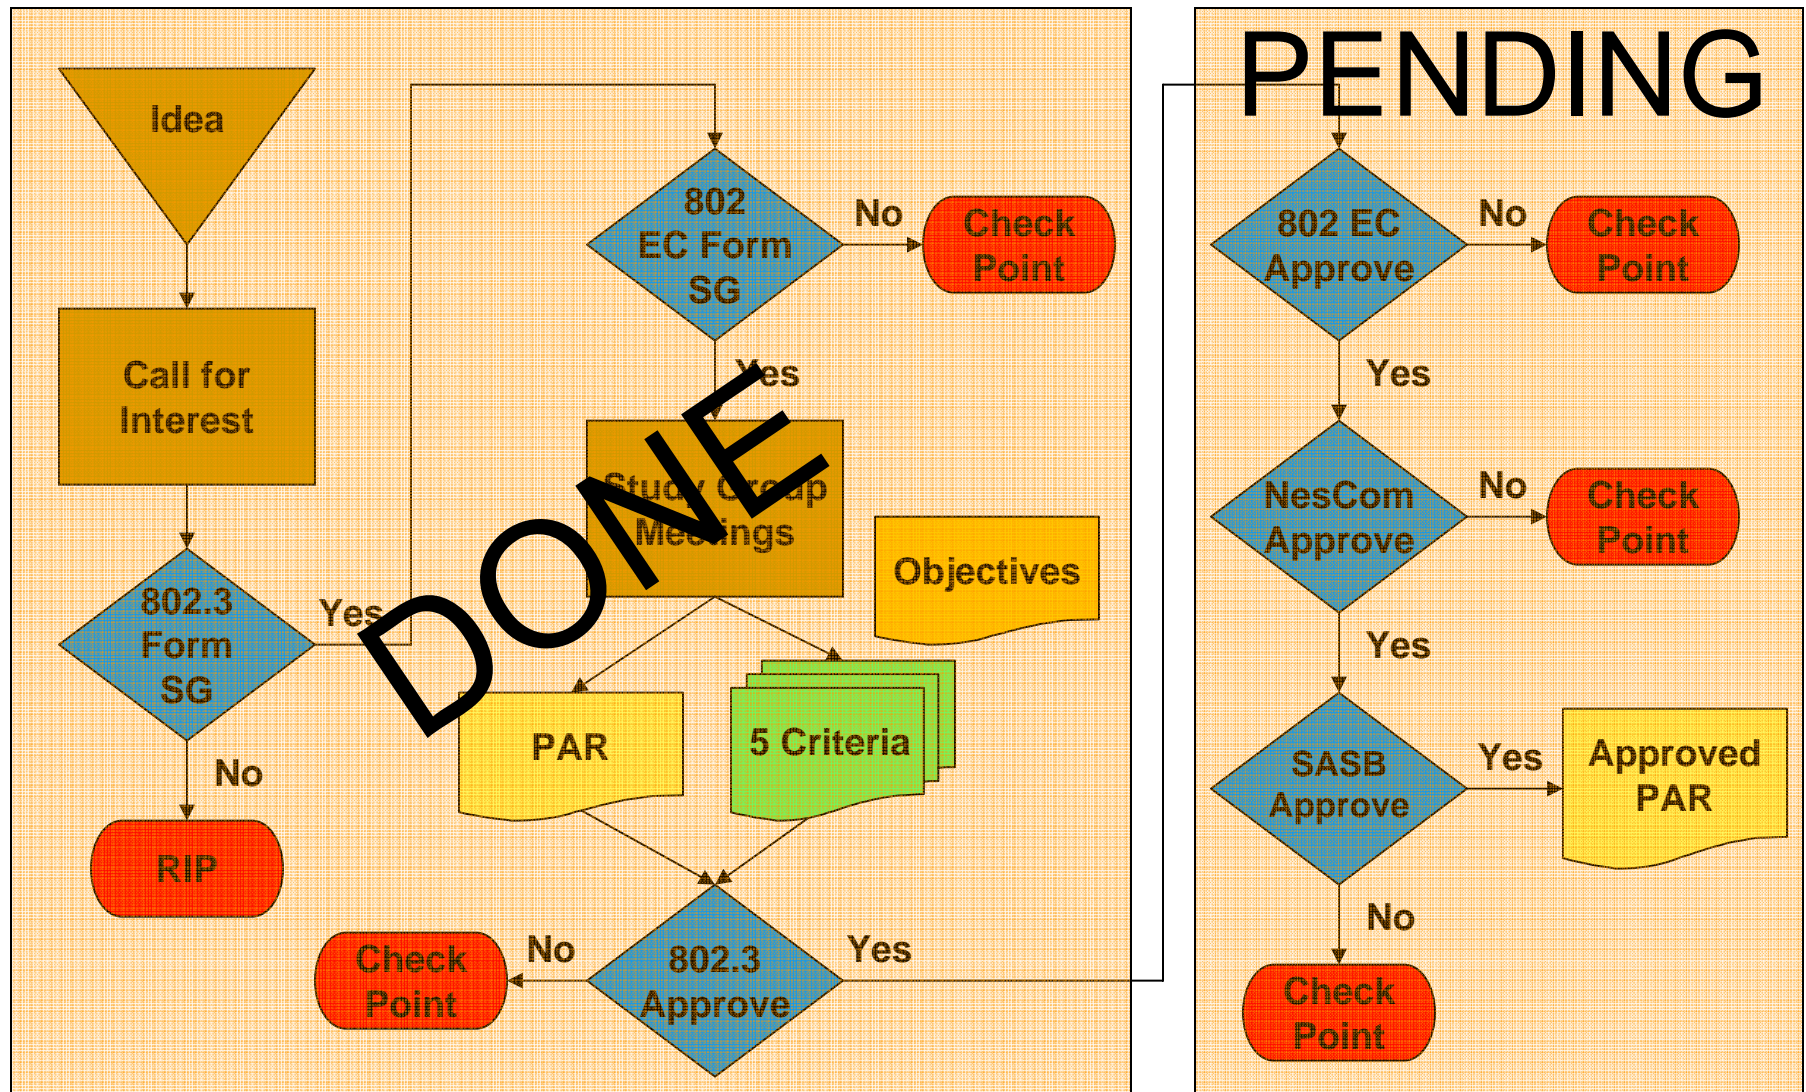 Idea
Call for
Interest
802.3
Form
SG
Yes
No
RIP
802
EC Form
SG
No
Check
Point
Yes
Study Group
Meetings
Objectives
PAR
5 Criteria
DONE
802.3
Approve
No
Check
Point
Yes
PENDING
802 EC
Approve
No
Check
Point
Yes
NesCom
Approve
No
Check
Point
Yes
SASB
Approve
Yes
Approved
PAR
No
Check
Point